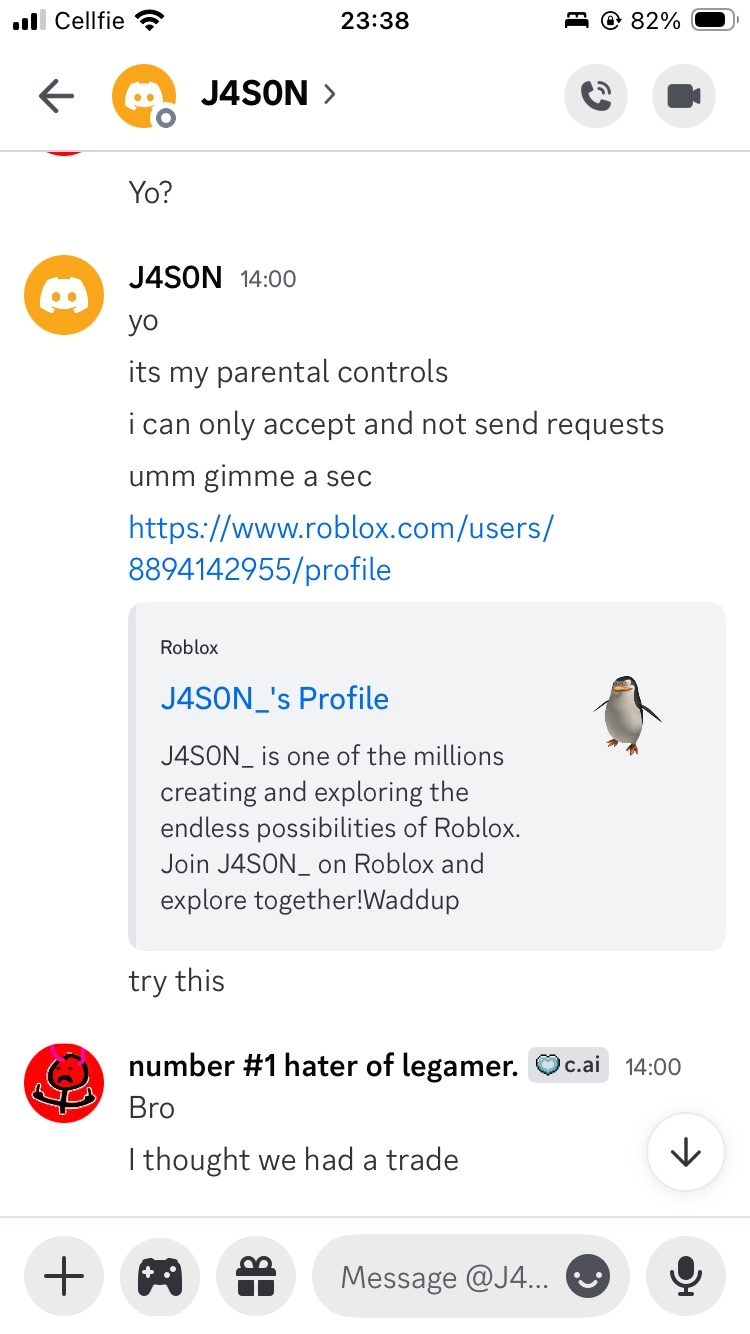 Cellfie 23:38 82%
J4S0N
Yo?
J4S0N 14:00
yo
its my parental controls
i can only accept and not send requests
umm gimme a sec
https://www.roblox.com/users/
8894142955/profile
Roblox
J4S0N_'s Profile
J4S0N_ is one of the millions
creating and exploring the
endless possibilities of Roblox.
Join J4S0N_ on Roblox and
explore together!Waddup
try this
number #1 hater of legamer. c.ai 14:00
Bro
I thought we had a trade
Message @J4...